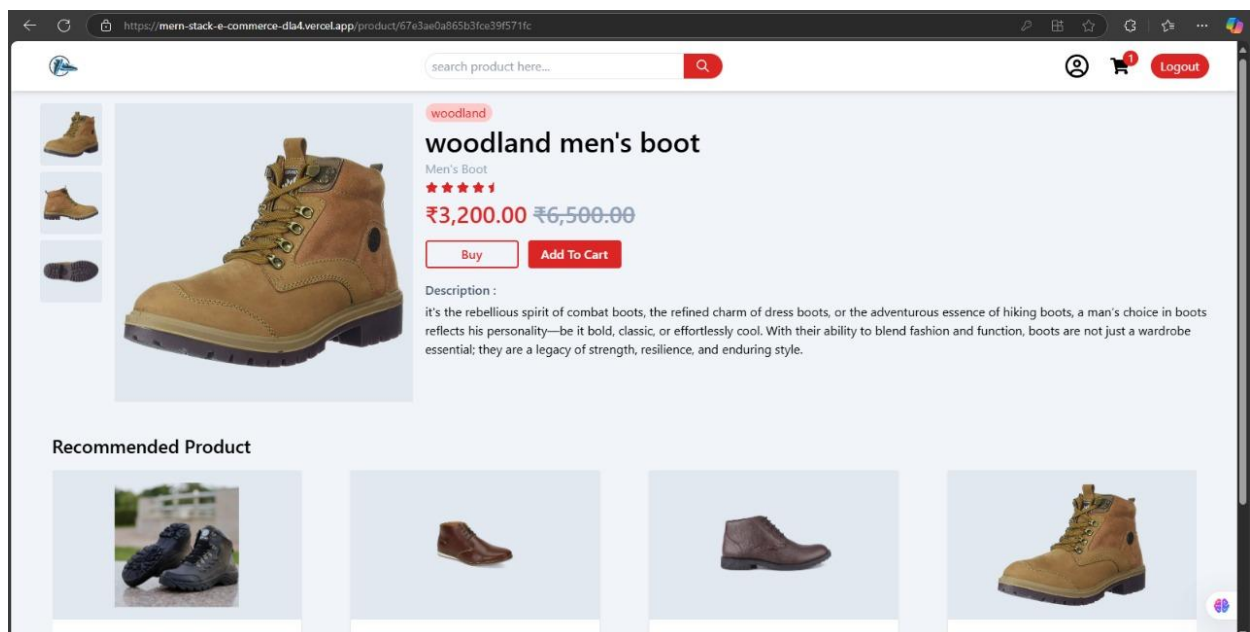 https://mern-stack-e-commerce-dla4.vercel.app/product/67e3ae0a865b3fce39f571fc
search product here...
1
Logout
woodland
woodland men's boot
Men's Boot
₹3,200.00 ₹6,500.00
Buy
Add To Cart
Description :
it's the rebellious spirit of combat boots, the refined charm of dress boots, or the adventurous essence of hiking boots, a man's choice in boots
reflects his personality—be it bold, classic, or effortlessly cool. With their ability to blend fashion and function, boots are not just a wardrobe
essential; they are a legacy of strength, resilience, and enduring style.
Recommended Product